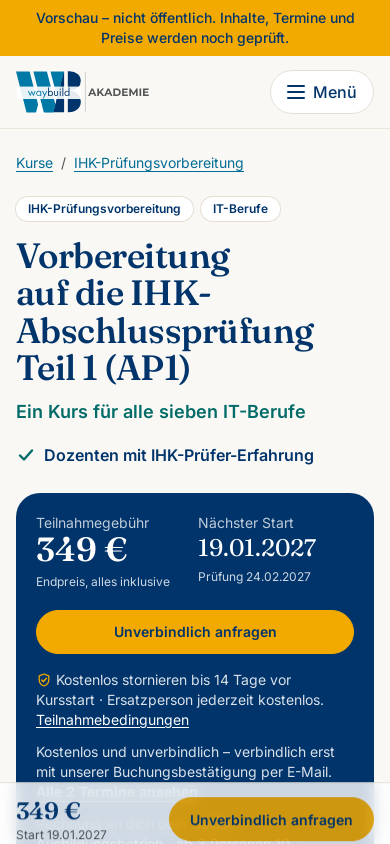 Vorschau – nicht öffentlich. Inhalte, Termine und
Preise werden noch geprüft.
waybuild
AKADEMIE
Menü
Kurse / IHK-Prüfungsvorbereitung
IHK-Prüfungsvorbereitung
IT-Berufe
Vorbereitung
auf die IHK-
Abschlussprüfung
Teil 1 (AP1)
Ein Kurs für alle sieben IT-Berufe
Dozenten mit IHK-Prüfer-Erfahrung
Teilnahmegebühr
349 €
Endpreis, alles inklusive
Nächster Start
19.01.2027
Prüfung 24.02.2027
Unverbindlich anfragen
Kostenlos stornieren bis 14 Tage vor
Kursstart · Ersatzperson jederzeit kostenlos.
Teilnahmebedingungen
Kostenlos und unverbindlich – verbindlich erst
mit unserer Buchungsbestätigung per E-Mail.
Alle 2 Termine ansehen
349 €
Start 19.01.2027
Unverbindlich anfragen